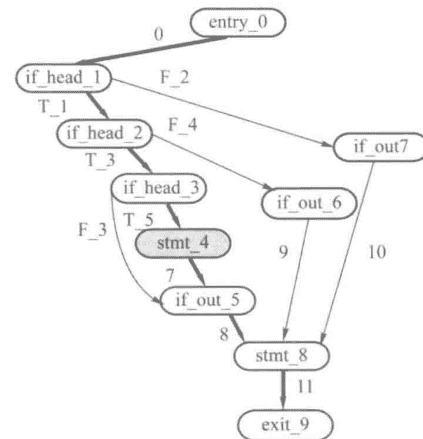 entry_0
0
if_head_1
T_1
F_2
if_head_2
F_4
if_out7
T_3
if_head_3
if_out_6
F_3
T_5
stmt_4
9
10
7
if_out_5
8
stmt_8
11
exit_9